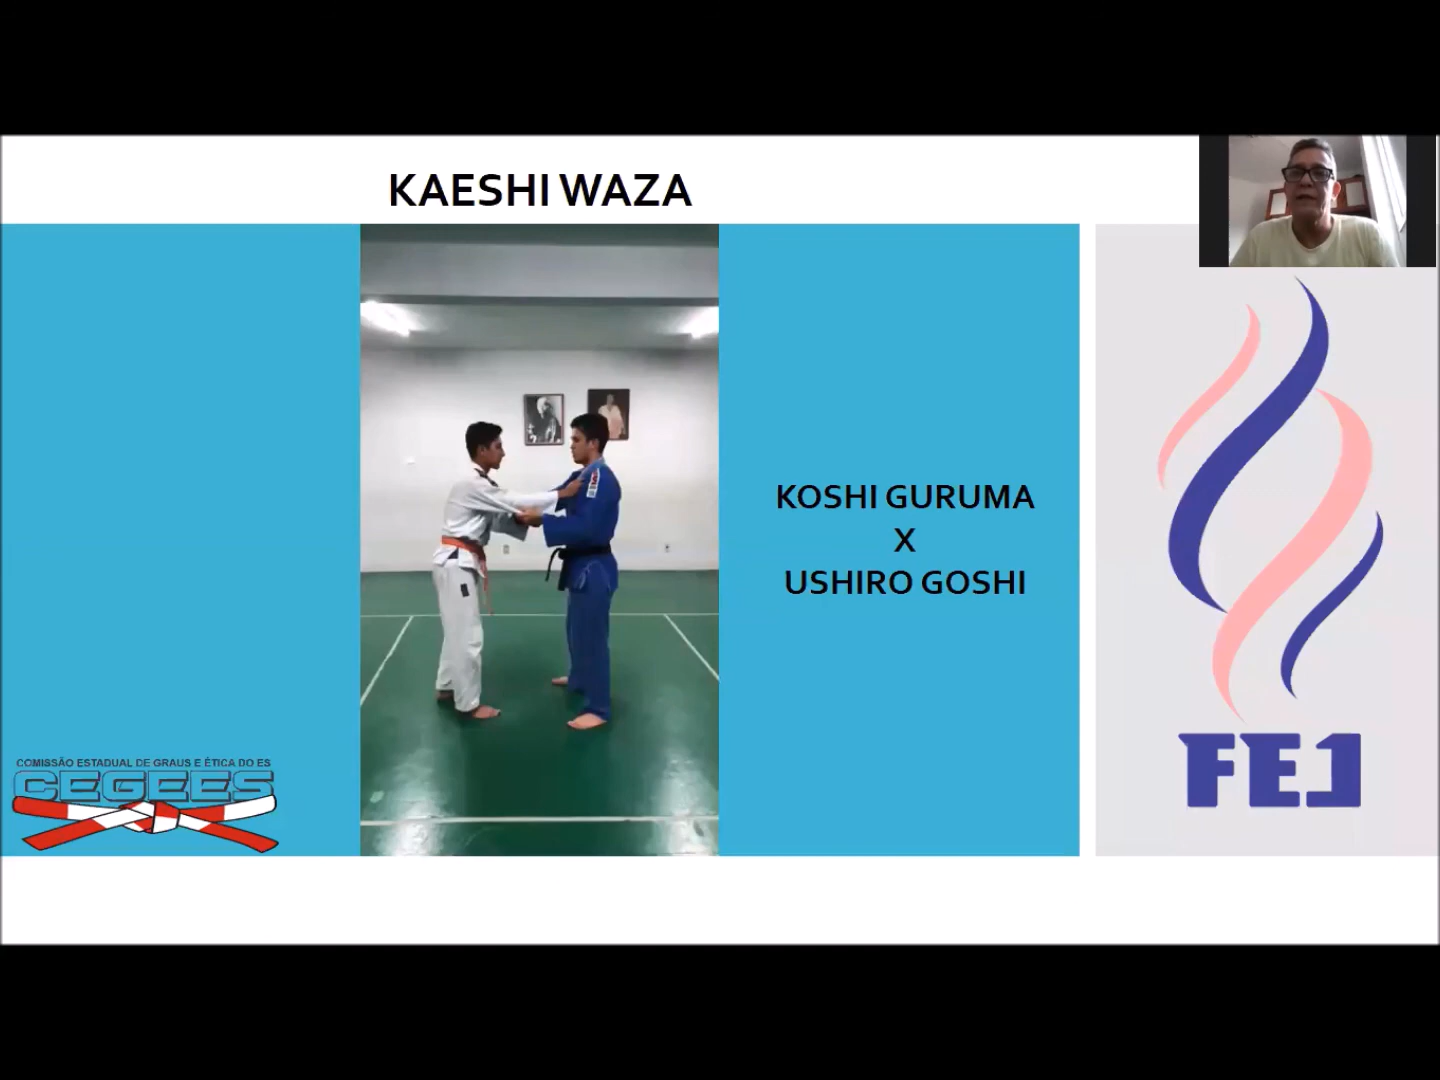 KAESHI WAZA
KOSHI GURUMA
X
USHIRO GOSHI
COMISSÃO ESTADUAL DE GRAUS E ÉTICA DO ES
CEGEES
FEJ